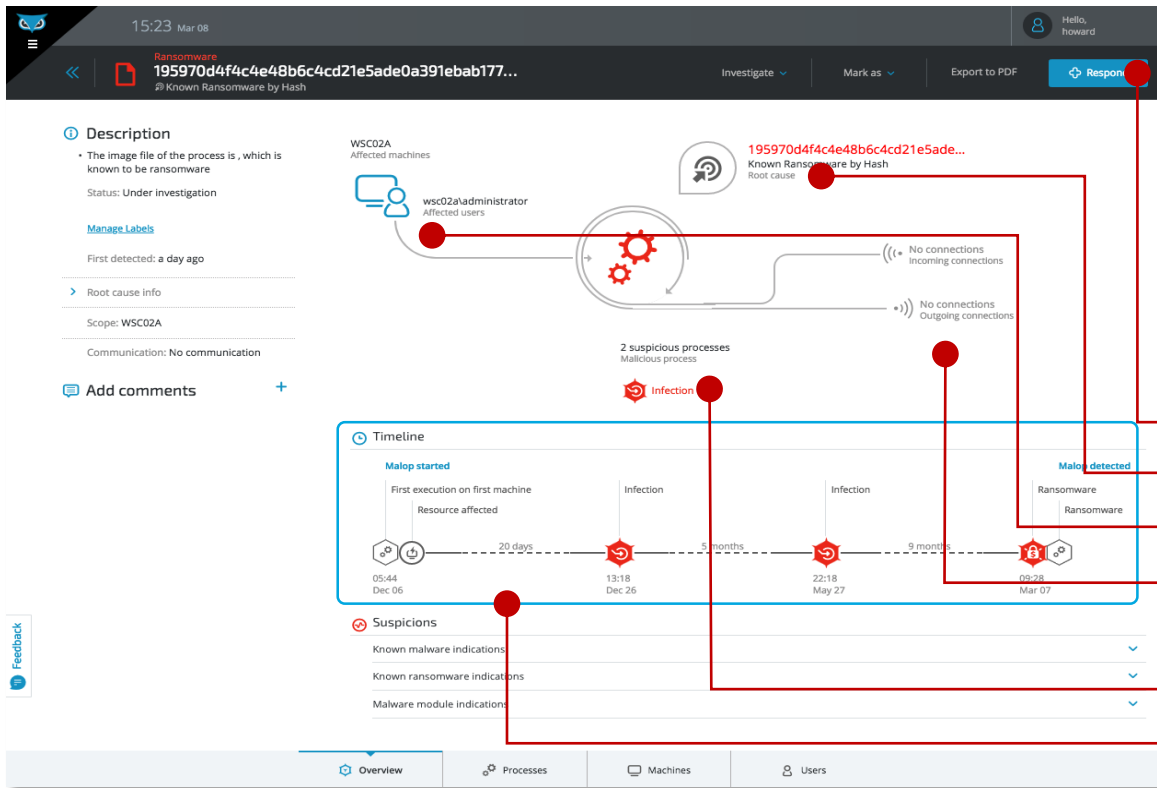 15:23 Mar 08
Hello,
howard
Ransomware
195970d4f4c4e48b6c4cd21e5ade0a391ebab177...
Known Ransomware by Hash
Investigate
Mark as
Export to PDF
Respond
Description
• The image file of the process is , which is
known to be ransomware
Status: Under investigation
Manage Labels
First detected: a day ago
Root cause info
Scope: WSC02A
Communication: No communication
Add comments
WSC02A
Affected machines
wsc02a\administrator
Affected users
195970d4f4c4e48b6c4cd21e5ade...
Known Ransomware by Hash
Root cause
No connections
Incoming connections
No connections
Outgoing connections
2 suspicious processes
Malicious process
Infection
Timeline
Malop started
Malop detected
First execution on first machine
Infection
Infection
Ransomware
Resource affected
Ransomware
20 days
5 months
9 months
05:44
Dec 06
13:18
Dec 26
22:18
May 27
09:28
Mar 07
Suspicions
Known malware indications
Known ransomware indications
Malware module indications
Feedback
Overview
Processes
Machines
Users